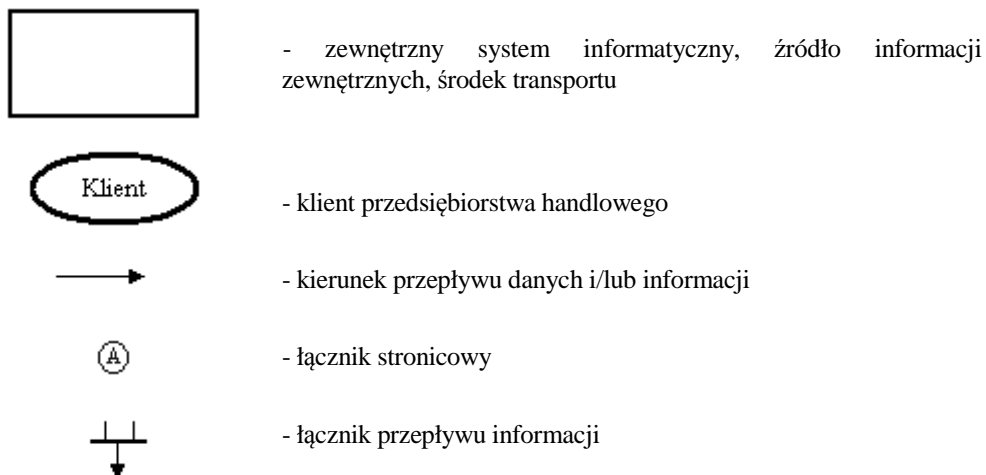 - zewnętrzny system informatyczny, źródło informacji
zewnętrznych, środek transportu
Klient
- klient przedsiębiorstwa handlowego
- kierunek przepływu danych i/lub informacji
A
- łącznik stronicowy
- łącznik przepływu informacji